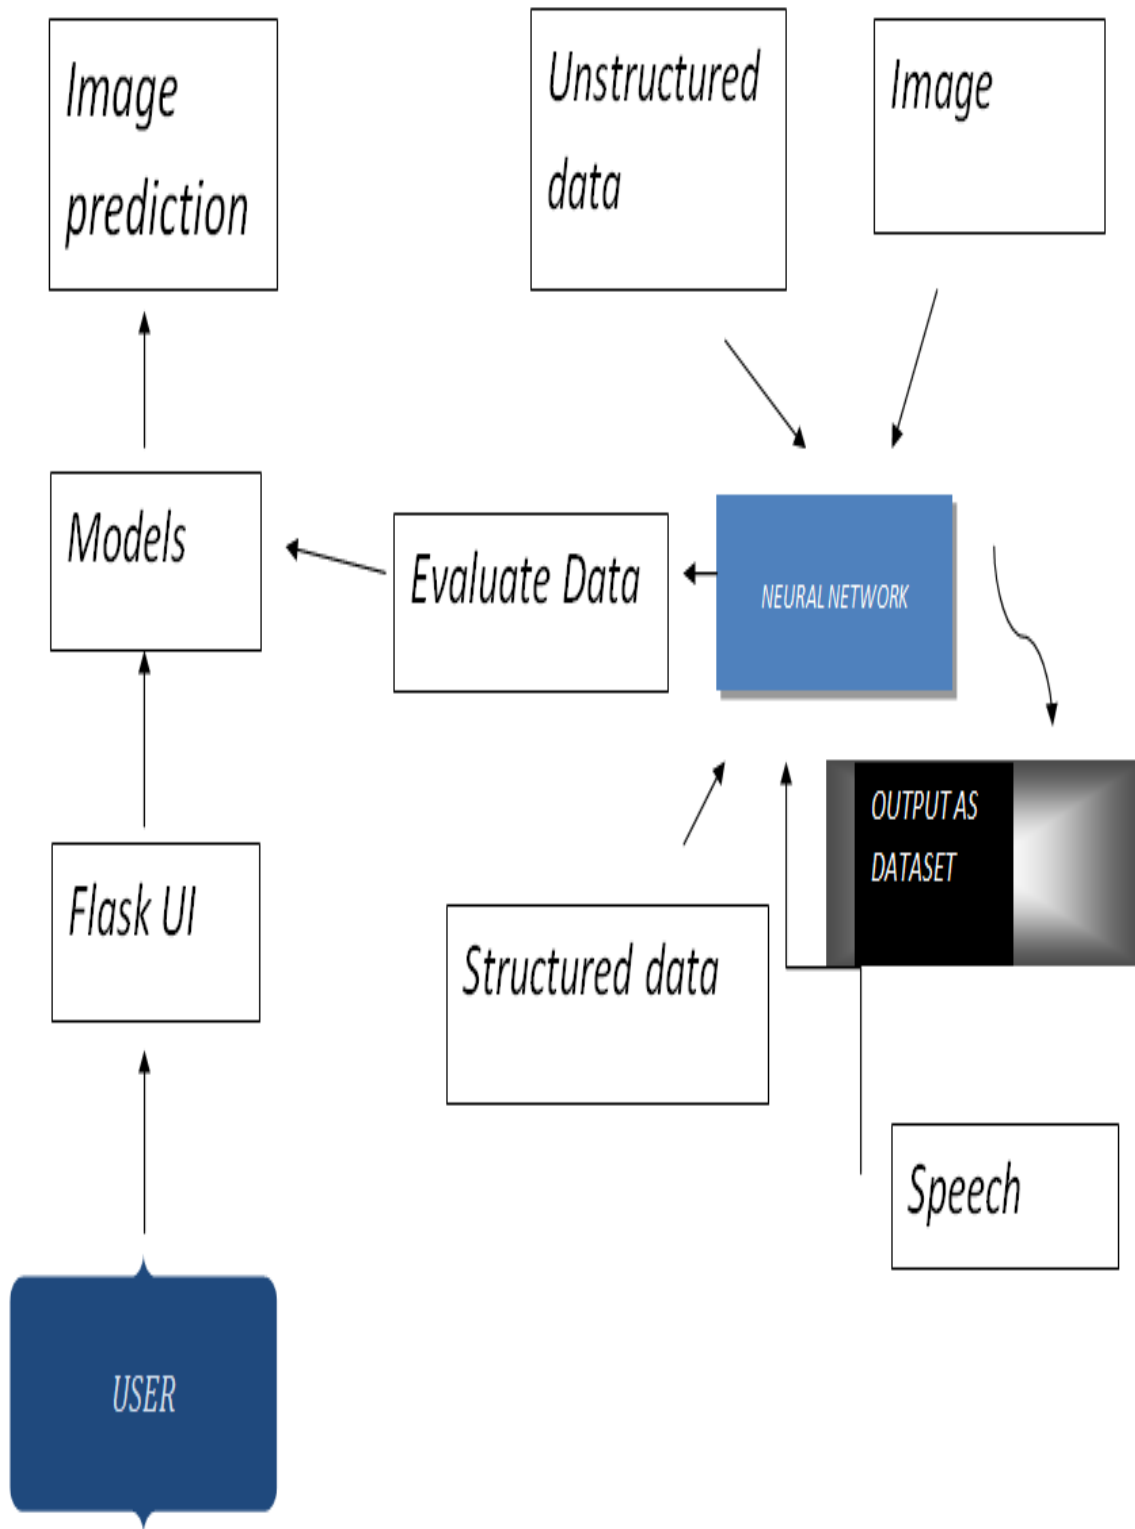 Image
prediction
Unstructured
data
Image
Models
Evaluate Data
NEURAL NETWORK
OUTPUT AS
DATASET
Flask UI
Structured data
Speech
USER